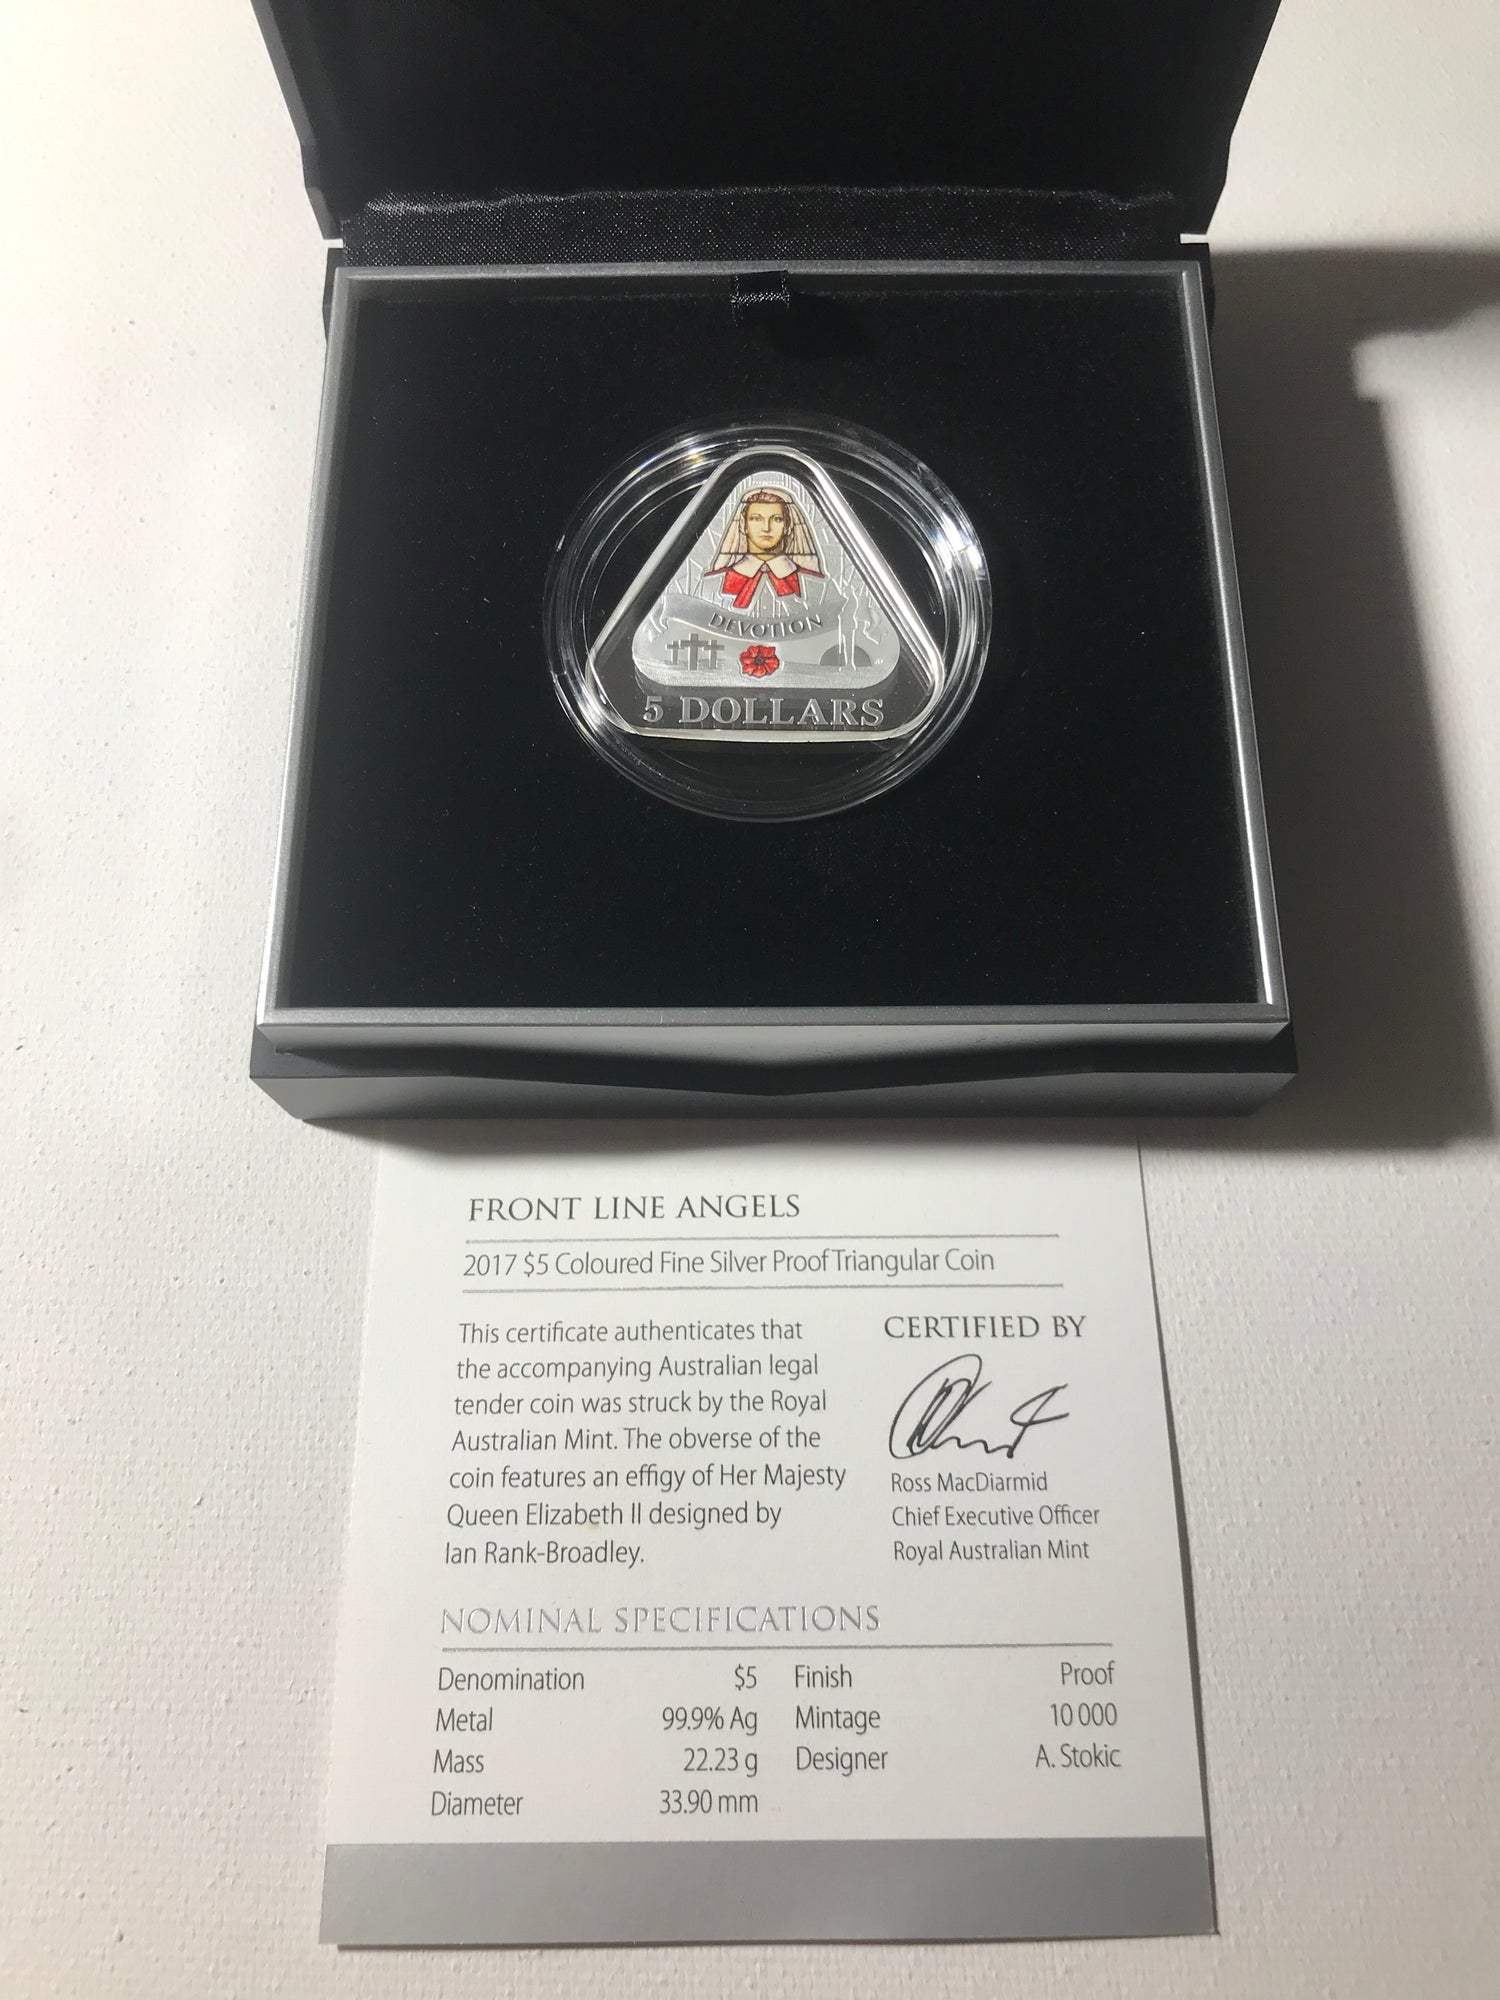 DEVOTION
5 DOLLARS
FRONT LINE ANGELS
2017 $5 Coloured Fine Silver Proof Triangular Coin
This certificate authenticates that
the accompanying Australian legal
tender coin was struck by the Royal
Australian Mint. The obverse of the
coin features an effigy of Her Majesty
Queen Elizabeth II designed by
Ian Rank-Broadley.
CERTIFIED BY
Ross MacDiarmid
Chief Executive Officer
Royal Australian Mint
NOMINAL SPECIFICATIONS
Denomination $5 Finish Proof
Metal 99.9% Ag Mintage 10 000
Mass 22.23 g Designer A. Stokic
Diameter 33.90 mm